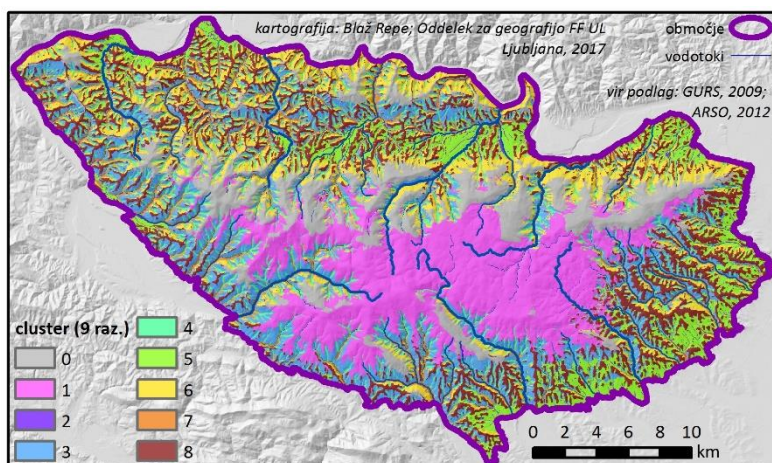 kartografija: Blaž Repe; Oddelek za geografijo FF UL
Ljubljana, 2017
območje
vodotoki
vir podlag: GURS, 2009;
ARSO, 2012
cluster (9 raz.)
0
1
2
3
4
5
6
7
8
0 2 4 6 8 10
km